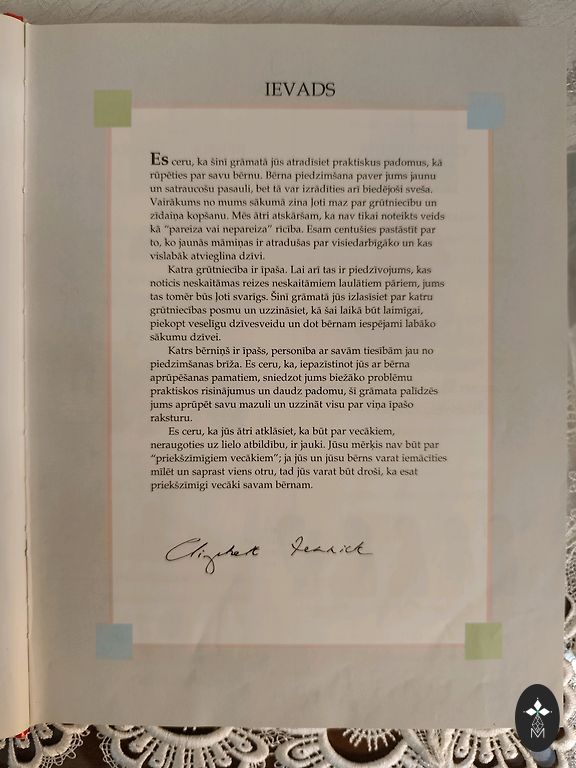 IEVADS
Es ceru, ka šinī grāmatā jūs atradīsiet praktiskus padomus, kā
rūpēties par savu bērnu. Bērna piedzimšana paver jums jaunu
un satraucošu pasauli, bet tā var izrādīties arī biedējoši sveša.
Vairākums no mums sākumā zina ļoti maz par grūtniecību un
zīdaiņa kopšanu. Mēs ātri atskāršam, ka nav tikai noteikts veids
kā “pareiza vai nepareiza” rīcība. Esam centušies pastāstīt par
to, ko jaunās māmiņas ir atradušas par visiedarbīgāko un kas
vislabāk atvieglina dzīvi.
Katra grūtniecība ir īpaša. Lai arī tas ir piedzīvojums, kas
noticis neskaitāmas reizes neskaitāmiem laulātiem pāriem, jums
tas tomēr būs ļoti svarīgs. Šinī grāmatā jūs izlasīsiet par katru
grūtniecības posmu un uzzināsiet, kā šai laikā būt laimīgai,
piekopt veselīgu dzīvesveidu un dot bērnam iespējami labāko
sākumu dzīvei.
Katrs bērniņš ir īpašs, personība ar savām tiesībām jau no
piedzimšanas brīža. Es ceru, ka, iepazīstinot jūs ar bērna
aprūpēšanas pamatiem, sniedzot jums biežāko problēmu
praktiskos risinājumus un daudz padomu, šī grāmata palīdzēs
jums aprūpēt savu mazuli un uzzināt visu par viņa īpašo
raksturu.
Es ceru, ka jūs ātri atklāsiet, ka būt par vecākiem,
neraugoties uz lielo atbildību, ir jauki. Jūsu mērķis nav būt par
“priekšzīmīgiem vecākiem”; ja jūs un jūsu bērns varat iemācīties
mīlēt un saprast viens otru, tad jūs varat būt droši, ka esat
priekšzīmīgi vecāki savam bērnam.